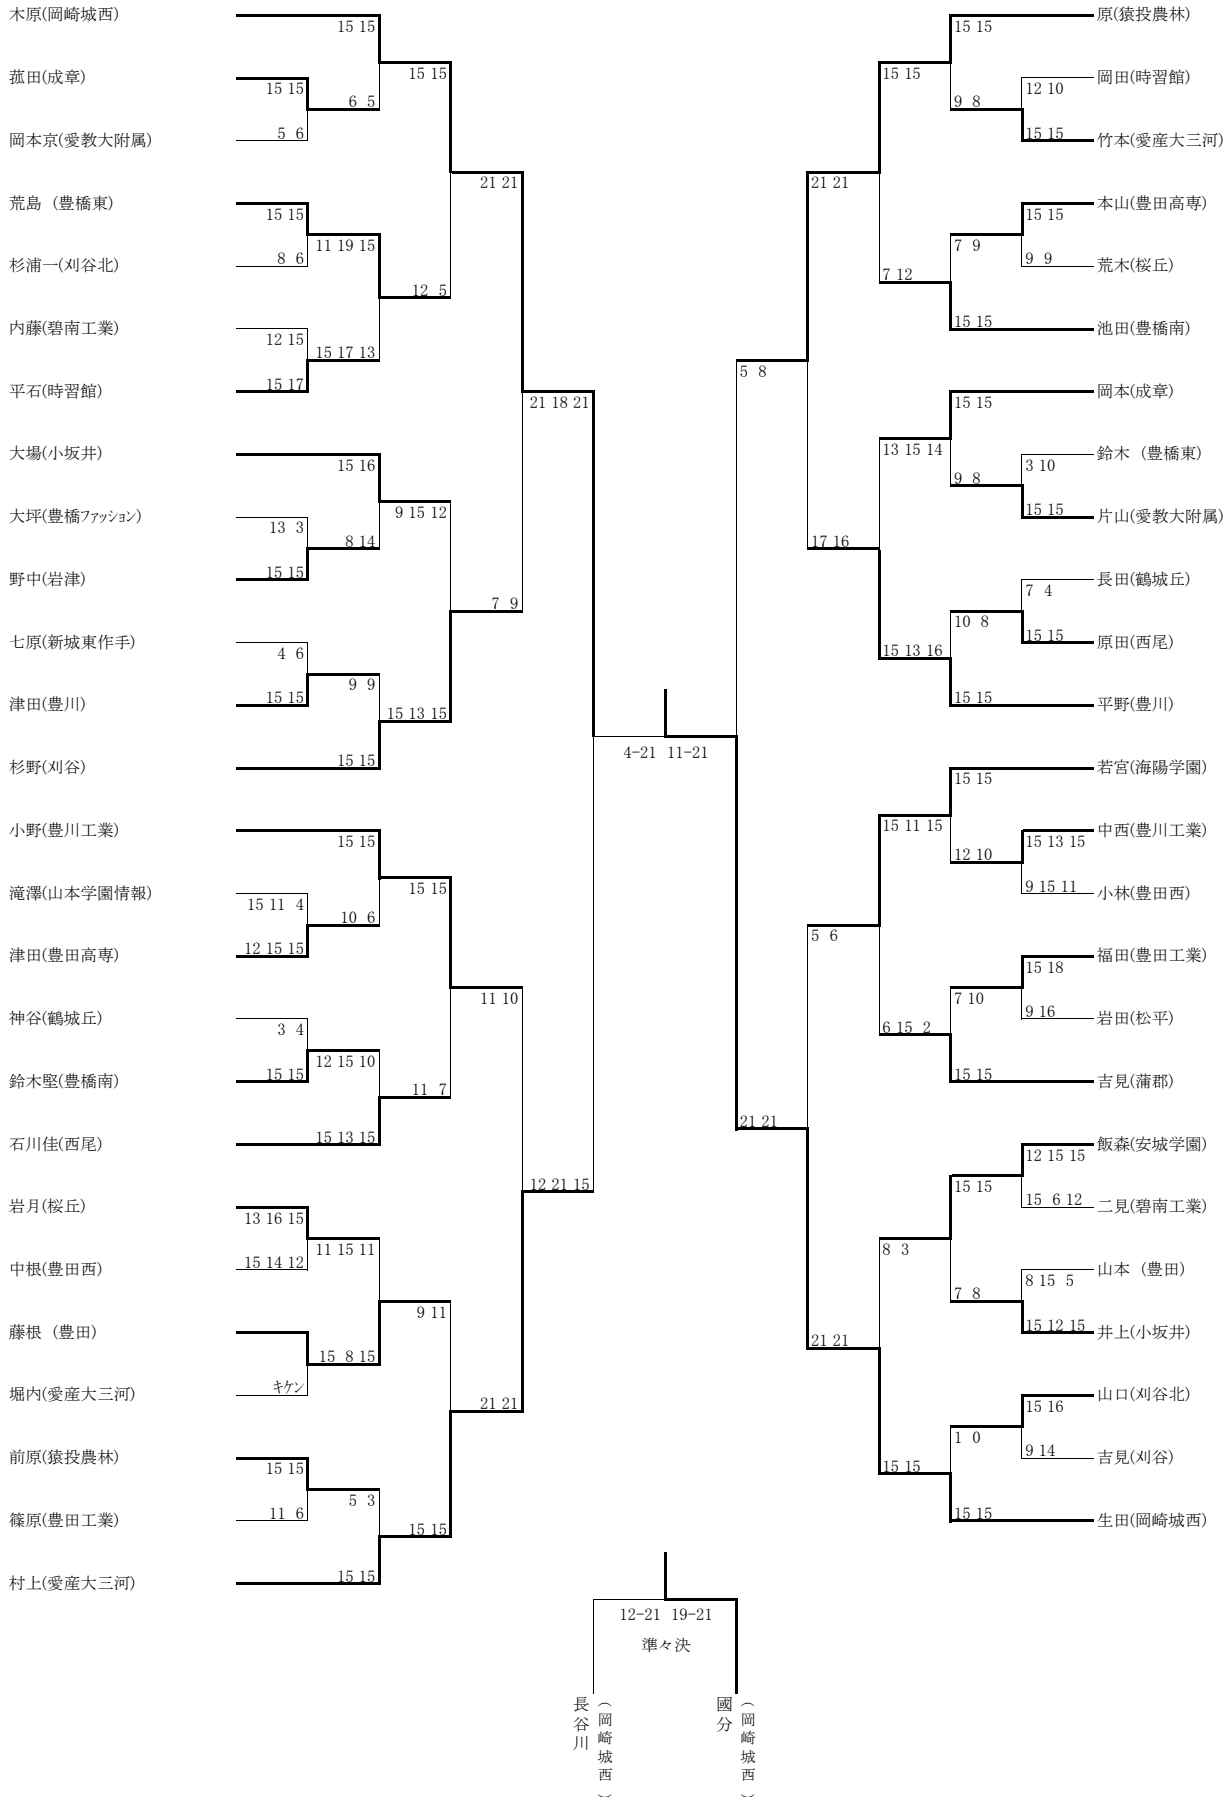 木原(岡崎城西)
15 15
15 15
菰田(成章)
15 15
6 5
岡本京(愛教大附属)
5 6
21 21
荒島 (豊橋東)
15 15
11 19 15
杉浦一(刈谷北)
8 6
12 5
内藤(碧南工業)
12 15
15 17 13
平石(時習館)
15 17
21 18 21
大場(小坂井)
15 16
9 15 12
大坪(豊橋ファッション)
13 3
8 14
野中(岩津)
15 15
7 9
七原(新城東作手)
4 6
9 9
津田(豊川)
15 15
15 13 15
杉野(刈谷)
15 15
小野(豊川工業)
15 15
15 15
滝澤(山本学園情報)
15 11 4
10 6
津田(豊田高専)
12 15 15
11 10
神谷(鶴城丘)
3 4
12 15 10
鈴木堅(豊橋南)
15 15
11 7
石川佳(西尾)
15 13 15
12 21 15
岩月(桜丘)
13 16 15
11 15 11
中根(豊田西)
15 14 12
9 11
藤根 (豊田)
15 8 15
堀内(愛産大三河)
キケン
21 21
前原(猿投農林)
15 15
5 3
篠原(豊田工業)
11 6
15 15
村上(愛産大三河)
15 15
4-21 11-21
原(猿投農林)
15 15
15 15
岡田(時習館)
12 10
9 8
竹本(愛産大三河)
15 15
21 21
本山(豊田高専)
15 15
7 9
荒木(桜丘)
9 9
7 12
池田(豊橋南)
15 15
5 8
岡本(成章)
15 15
13 15 14
鈴木 (豊橋東)
3 10
9 8
片山(愛教大附属)
15 15
17 16
長田(鶴城丘)
7 4
10 8
原田(西尾)
15 15
15 13 16
平野(豊川)
15 15
若宮(海陽学園)
15 15
15 11 15
中西(豊川工業)
15 13 15
12 10
小林(豊田西)
9 15 11
5 6
福田(豊田工業)
15 18
7 10
岩田(松平)
9 16
6 15 2
吉見(蒲郡)
15 15
21 21
飯森(安城学園)
12 15 15
15 15
二見(碧南工業)
15 6 12
8 3
山本 (豊田)
8 15 5
7 8
井上(小坂井)
15 12 15
21 21
山口(刈谷北)
15 16
1 0
吉見(刈谷)
9 14
15 15
生田(岡崎城西)
15 15
12-21 19-21
準々決
長谷川
(岡崎城西)
國分
(岡崎城西)